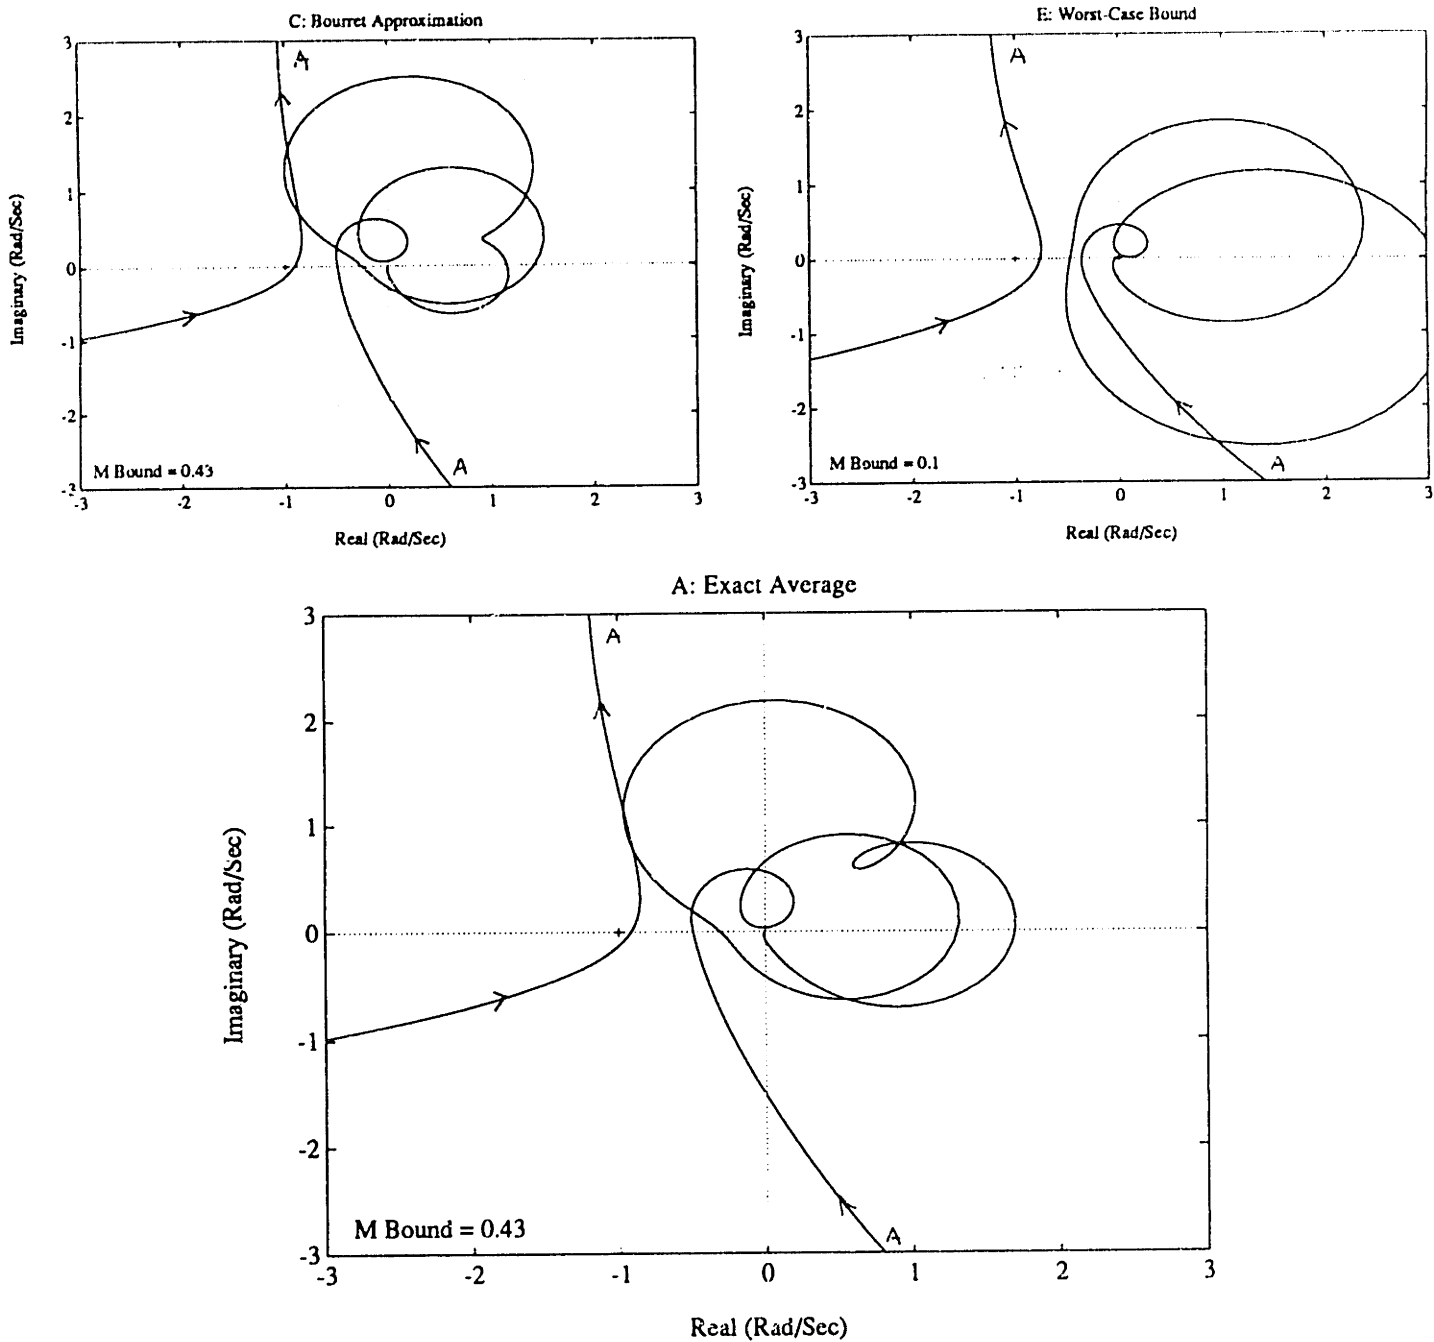 C: Bourret Approximation
3
2
1
0
-1
-2
-3
A
A
M Bound = 0.43
-3 -2 -1 0 1 2 3
Imaginary (Rad/Sec)
Real (Rad/Sec)
E: Worst-Case Bound
3
2
1
0
-1
-2
-3
A
A
M Bound = 0.1
-3 -2 -1 0 1 2 3
Imaginary (Rad/Sec)
Real (Rad/Sec)
A: Exact Average
3
2
1
0
-1
-2
-3
A
A
M Bound = 0.43
-3 -2 -1 0 1 2 3
Imaginary (Rad/Sec)
Real (Rad/Sec)